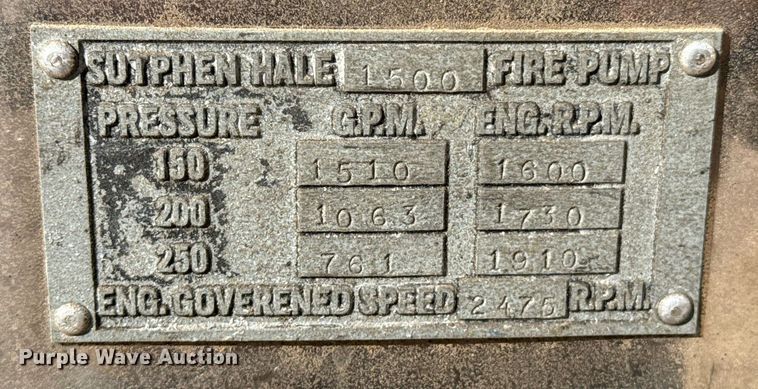 SUTPHEN HALE 1500 FIRE PUMP
PRESSURE G.P.M. ENG. R.P.M.
150 1510 1600
200 1063 1730
250 761 1910
ENG. GOVERENED SPEED 2475 R.P.M.
Purple Wave Auction